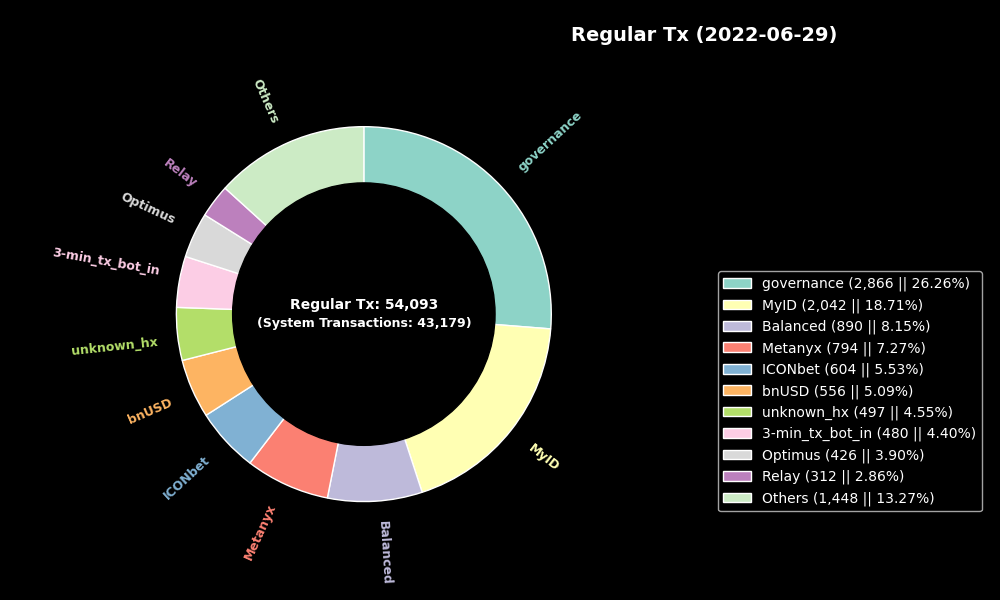 Regular Tx (2022-06-29)
Others
governance
Relay
Optimus
3-min_tx_bot_in
unknown_hx
bnUSD
ICONbet
Metanyx
Balanced
MyID
Regular Tx: 54,093
(System Transactions: 43,179)
governance (2,866 || 26.26%)
MyID (2,042 || 18.71%)
Balanced (890 || 8.15%)
Metanyx (794 || 7.27%)
ICONbet (604 || 5.53%)
bnUSD (556 || 5.09%)
unknown_hx (497 || 4.55%)
3-min_tx_bot_in (480 || 4.40%)
Optimus (426 || 3.90%)
Relay (312 || 2.86%)
Others (1,448 || 13.27%)